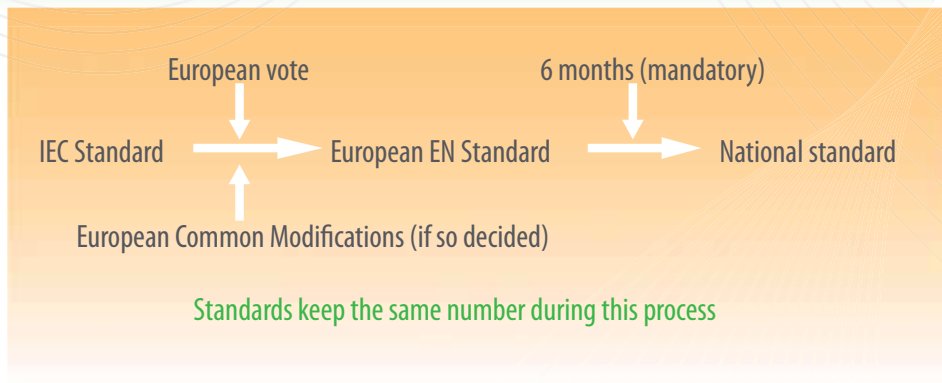 European vote
6 months (mandatory)
IEC Standard
European EN Standard
National standard
European Common Modifications (if so decided)
Standards keep the same number during this process